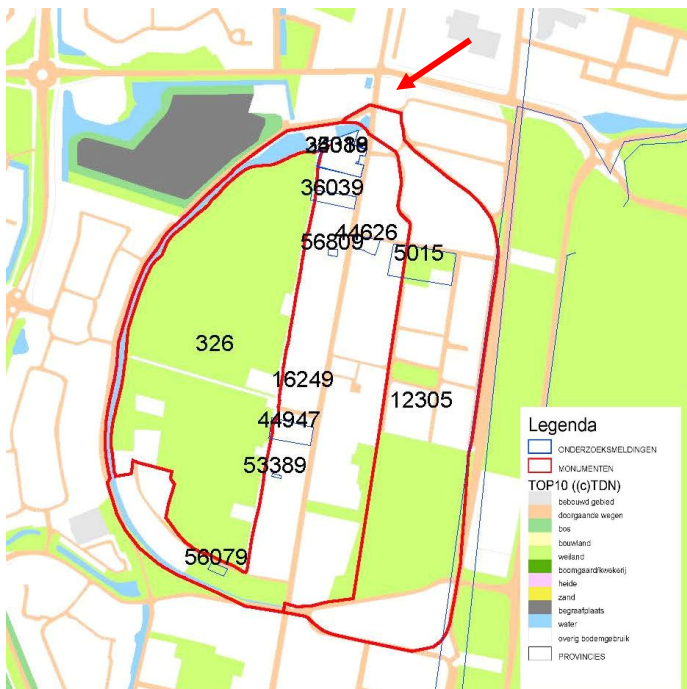 36039
44626
56809
5015
326
16249
12305
44947
53389
56079
Legenda
ONDERZOEKSMELDINGEN
MONUMENTEN
TOP10 ((c)TDN)
bebouwd gebied
doorgaande wegen
bos
bouwland
weiland
boomgaard/kwekerij
heide
zand
begraafplaats
water
overig bodemgebruik
PROVINCIES